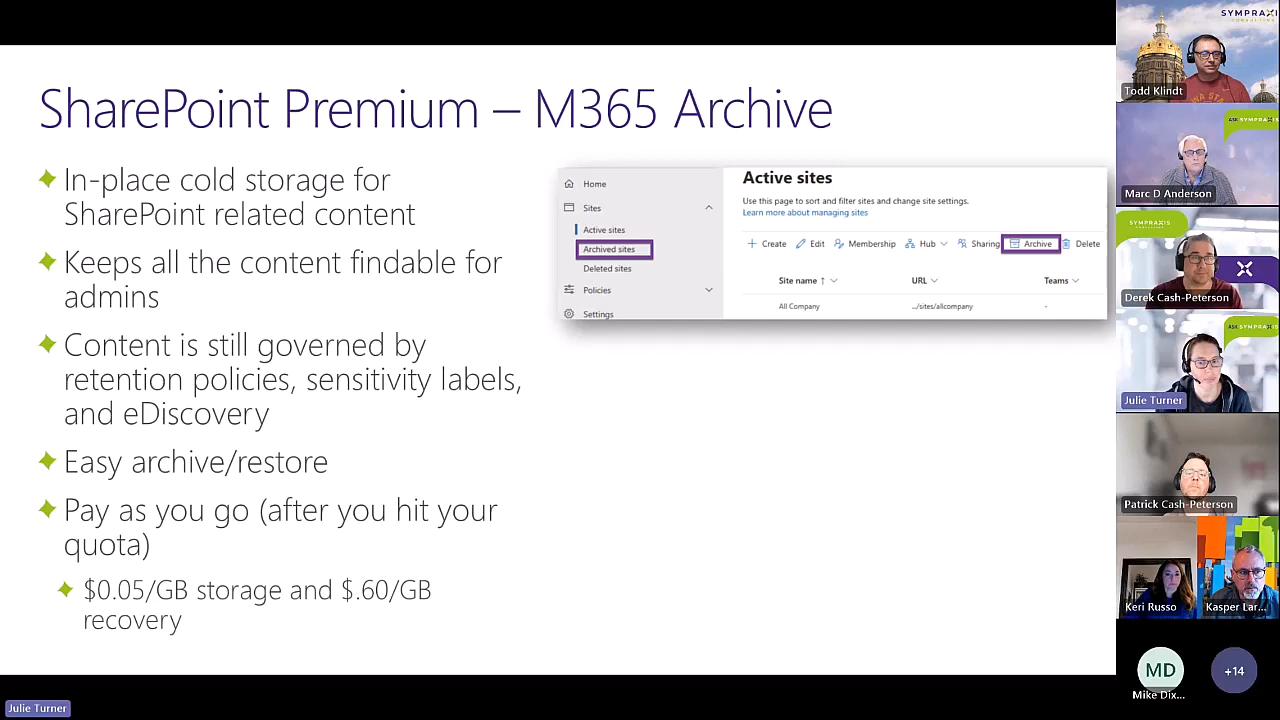 SharePoint Premium – M365 Archive
In-place cold storage for
SharePoint related content
Keeps all the content findable for
admins
Content is still governed by
retention policies, sensitivity labels,
and eDiscovery
Easy archive/restore
Pay as you go (after you hit your
quota)
$0.05/GB storage and $.60/GB
recovery
Home
Sites
Active sites
Archived sites
Deleted sites
Policies
Settings
Active sites
Use this page to sort and filter sites and change site settings.
Learn more about managing sites
Create Edit Membership Hub Sharing Archive Delete
Site name ↑ URL Teams
All Company .../sites/allcompany -
SYMPRAXI
CONSULTING
Todd Klindt
ASK SYMPRAXIS
Marc D Anderson
SYMPRAXIS
Derek Cash-Peterson
ASK SYMPRAXIS
Julie Turner
Patrick Cash-Peterson
Keri Russo
Kasper Lar...
MD
Mike Dix...
+14
Julie Turner